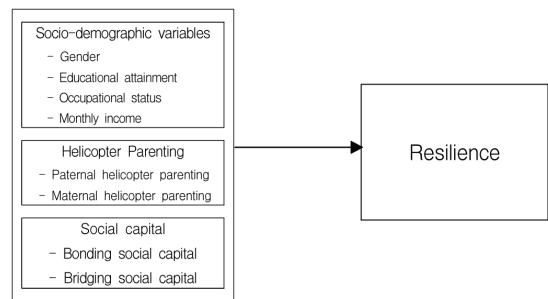 Socio-demographic variables
- Gender
- Educational attainment
- Occupational status
- Monthly income
Helicopter Parenting
- Paternal helicopter parenting
- Maternal helicopter parenting
Social capital
- Bonding social capital
- Bridging social capital
Resilience